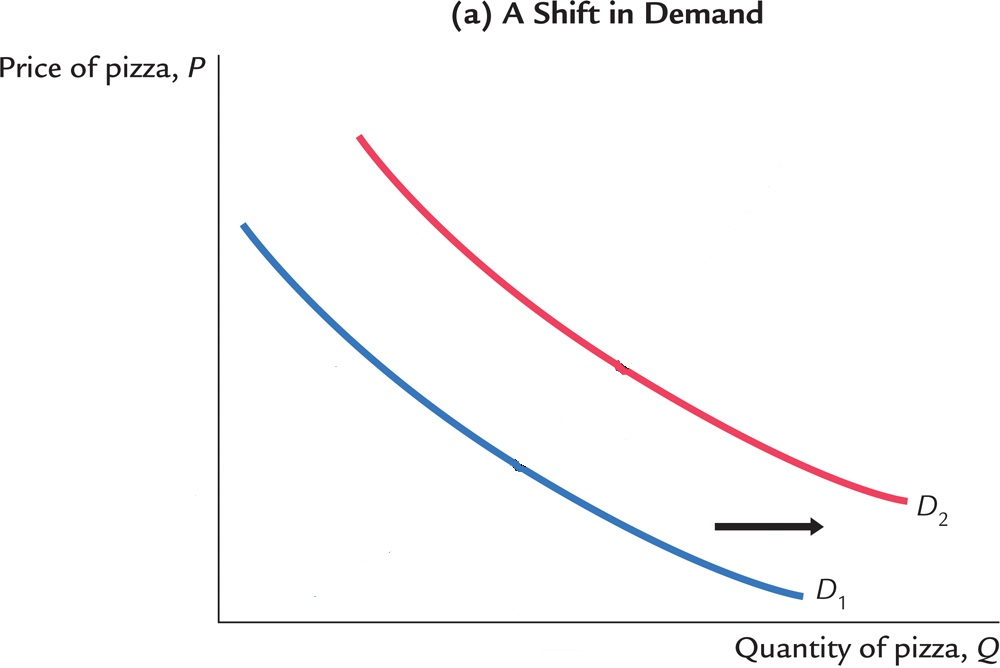 (a) A Shift in Demand
Price of pizza, P
D2
D1
Quantity of pizza, Q